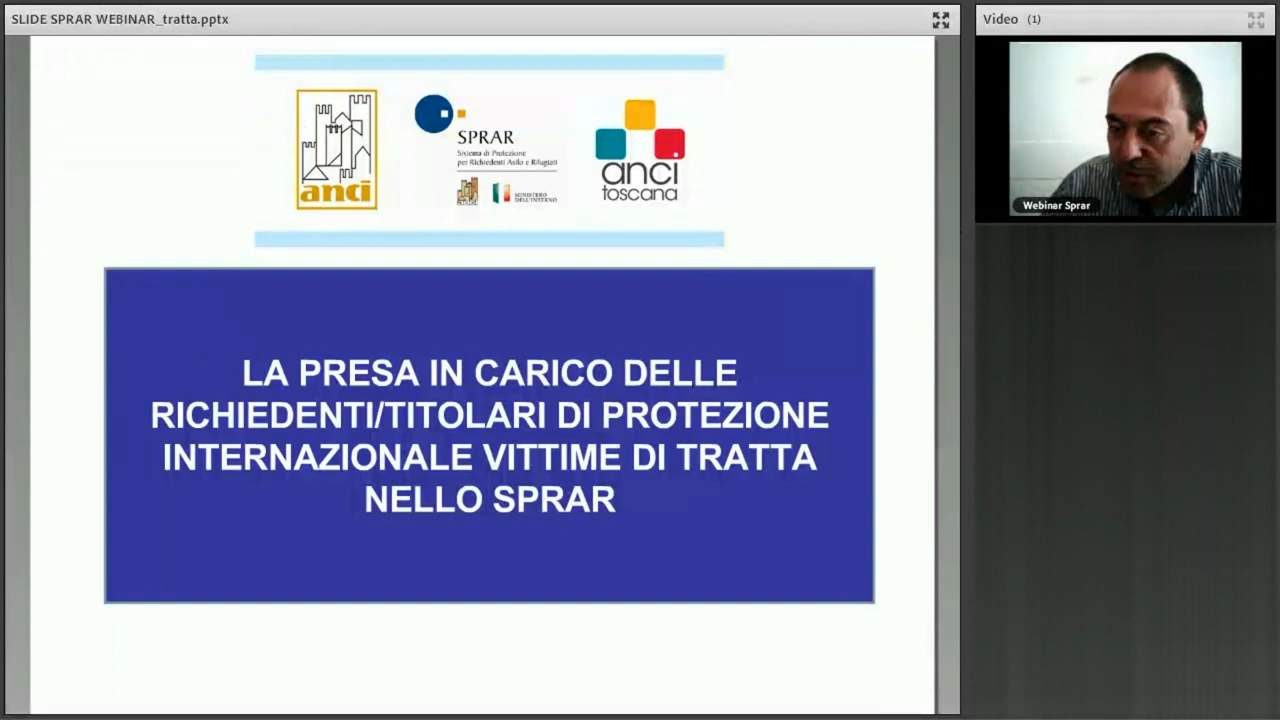 SLIDE SPRAR WEBINAR_tratta.pptx
Video (1)
anci
SPRAR
Sistema di Protezione
per Richiedenti Asilo e Rifugiati
MINISTERO
DELL'INTERNO
anci
toscana
Webinar Sprar
LA PRESA IN CARICO DELLE
RICHIEDENTI/TITOLARI DI PROTEZIONE
INTERNAZIONALE VITTIME DI TRATTA
NELLO SPRAR